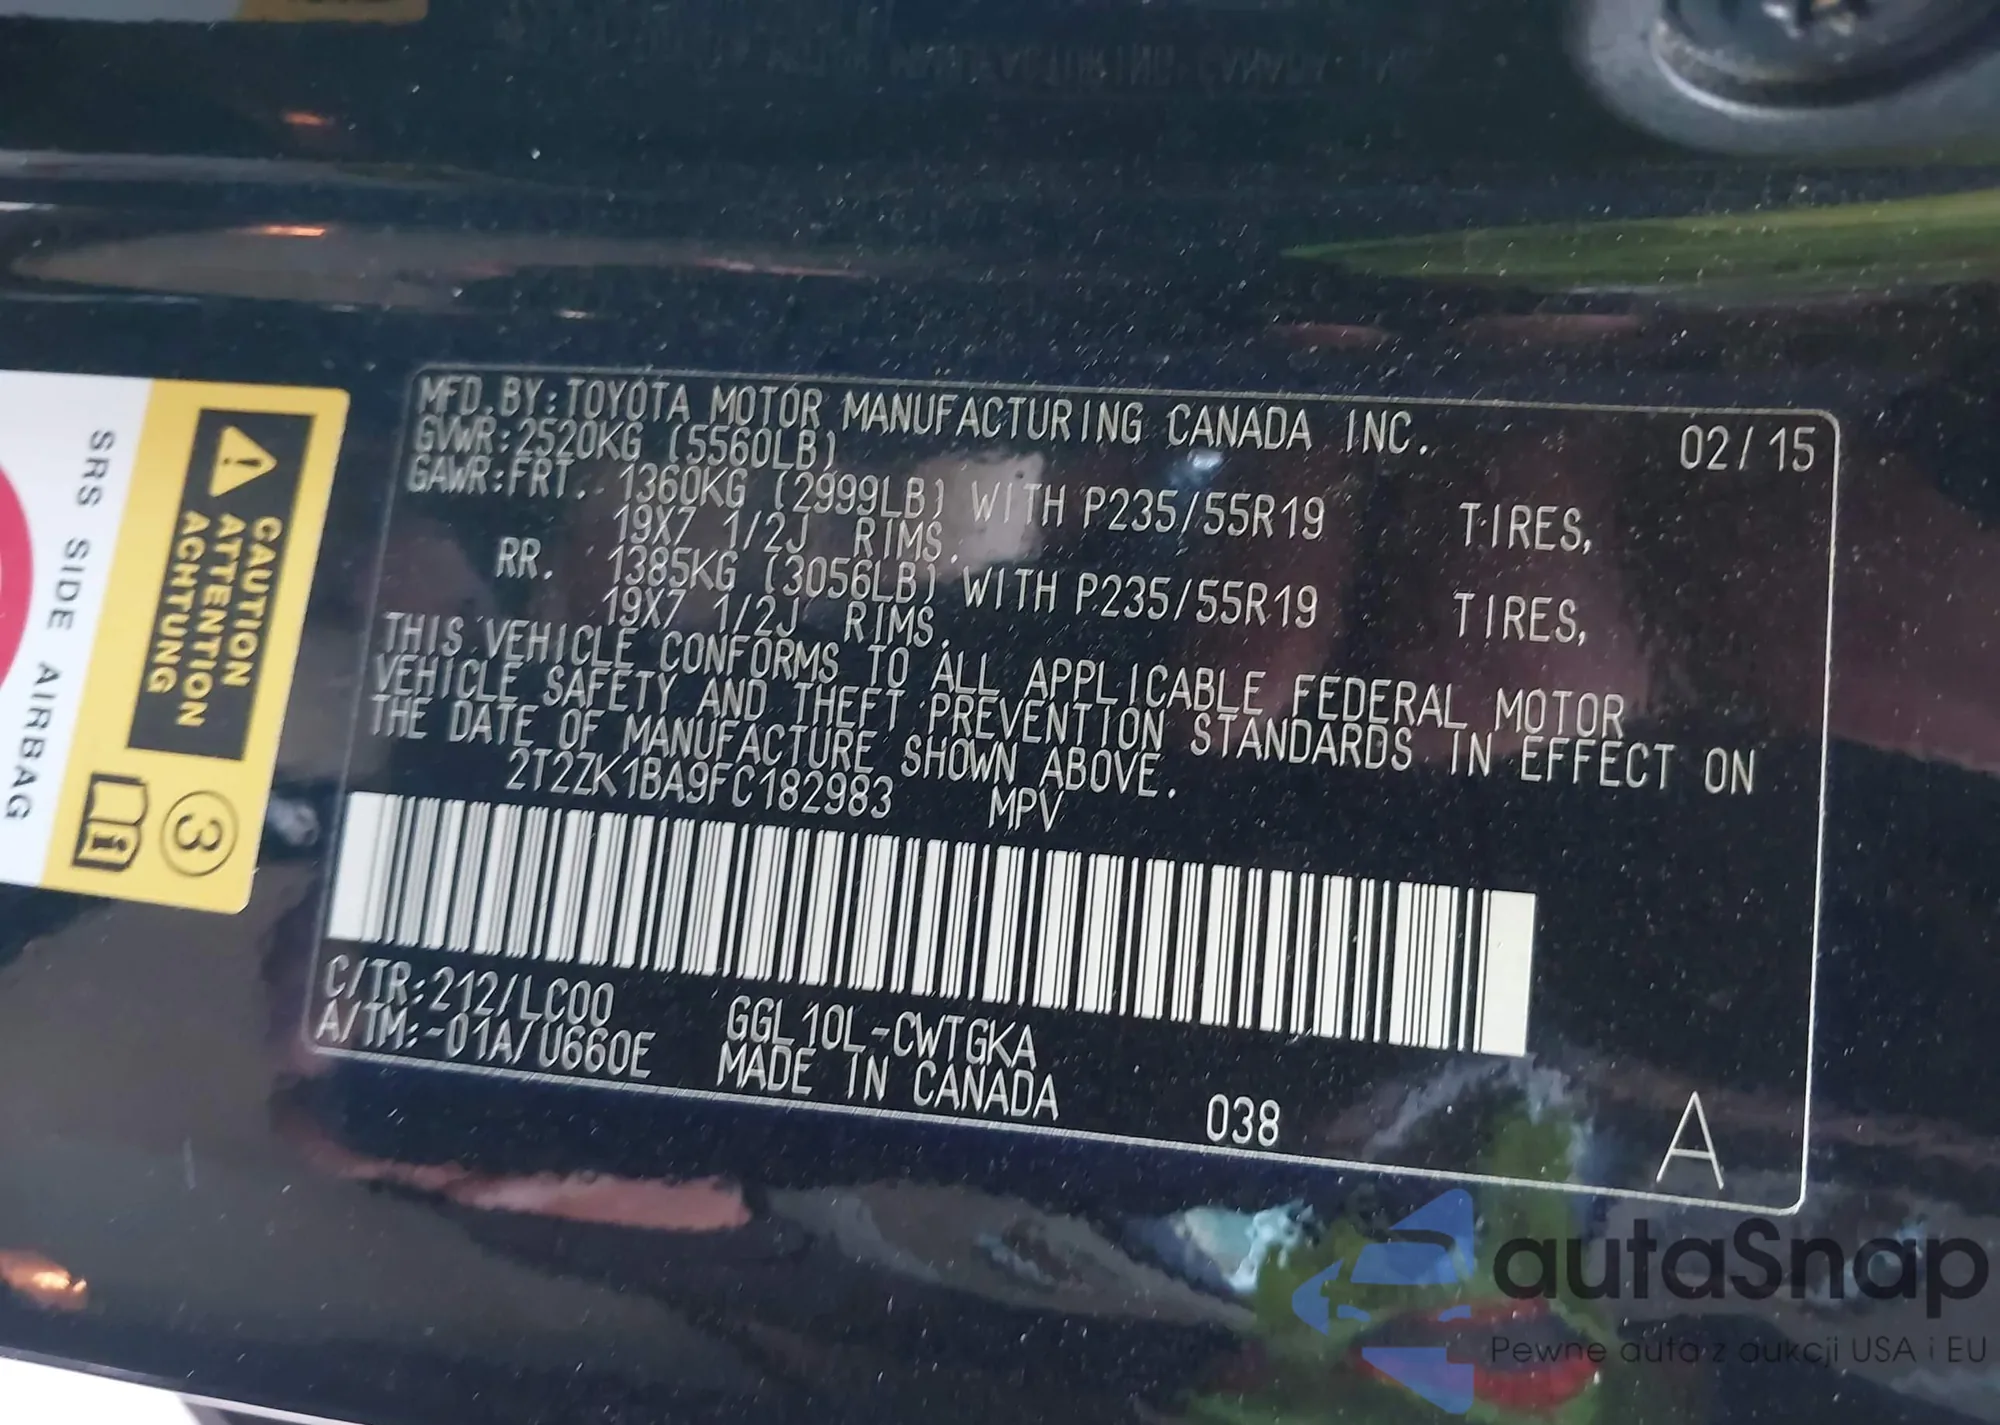 MFD. BY: TOYOTA MOTOR MANUFACTURING CANADA INC. 02/15
GVWR: 2520KG (5560LB)
GAWR: FRT. 1360KG (2999LB) WITH P235/55R19 TIRES,
19X7 1/2J RIMS.
RR. 1385KG (3056LB) WITH P235/55R19 TIRES,
19X7 1/2J RIMS.
THIS VEHICLE CONFORMS TO ALL APPLICABLE FEDERAL MOTOR
VEHICLE SAFETY AND THEFT PREVENTION STANDARDS IN EFFECT ON
THE DATE OF MANUFACTURE SHOWN ABOVE.
2T2ZK1BA9FC182983 MPV
C/TR: 212/LC00 GGL10L-CWTGKA
A/TM: -01A/U660E MADE IN CANADA
038 A
SRS SIDE AIRBAG
CAUTION
ATTENTION
ACHTUNG
3
autaSnap
Pewne auta z aukcji USA i EU